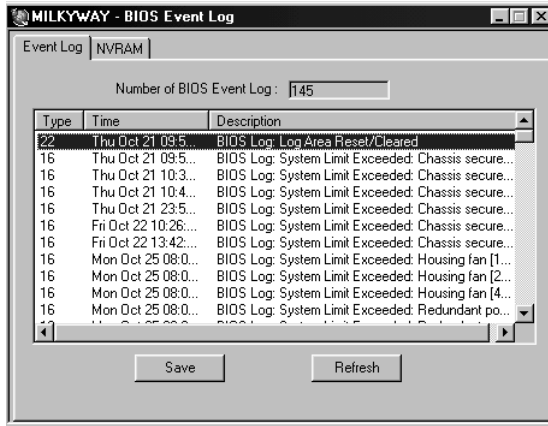 MILKYWAY - BIOS Event Log
Event Log NVRAM
Number of BIOS Event Log : 145
Type Time Description
22 Thu Oct 21 09:5... BIOS Log: Log Area Reset/Cleared
16 Thu Oct 21 09:5... BIOS Log: System Limit Exceeded: Chassis secure...
16 Thu Oct 21 10:3... BIOS Log: System Limit Exceeded: Chassis secure...
16 Thu Oct 21 10:4... BIOS Log: System Limit Exceeded: Chassis secure...
16 Thu Oct 21 23:5... BIOS Log: System Limit Exceeded: Chassis secure...
16 Fri Oct 22 10:26:... BIOS Log: System Limit Exceeded: Chassis secure...
16 Fri Oct 22 13:42:... BIOS Log: System Limit Exceeded: Chassis secure...
16 Mon Oct 25 08:0... BIOS Log: System Limit Exceeded: Housing fan [1...
16 Mon Oct 25 08:0... BIOS Log: System Limit Exceeded: Housing fan [2...
16 Mon Oct 25 08:0... BIOS Log: System Limit Exceeded: Housing fan [4...
16 Mon Oct 25 08:0... BIOS Log: System Limit Exceeded: Redundant po...
Save Refresh